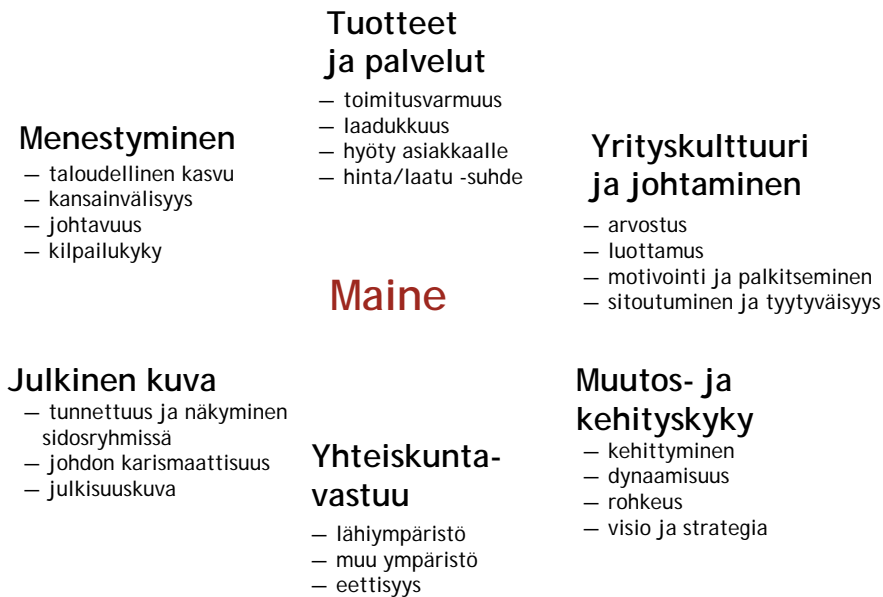 Tuotteet
ja palvelut
— toimitusvarmuus
— laadukkuus
— hyöty asiakkaalle
— hinta/laatu -suhde
Menestyminen
— taloudellinen kasvu
— kansainvälisyys
— johtavuus
— kilpailukyky
Yrityskulttuuri
ja johtaminen
— arvostus
— luottamus
— motivointi ja palkitseminen
— sitoutuminen ja tyytyväisyys
Maine
Julkinen kuva
— tunnettuus ja näkyminen
sidosryhmissä
— johdon karismaattisuus
— julkisuuskuva
Yhteiskunta-
vastuu
— lähiympäristö
— muu ympäristö
— eettisyys
Muutos- ja
kehityskyky
— kehittyminen
— dynaamisuus
— rohkeus
— visio ja strategia